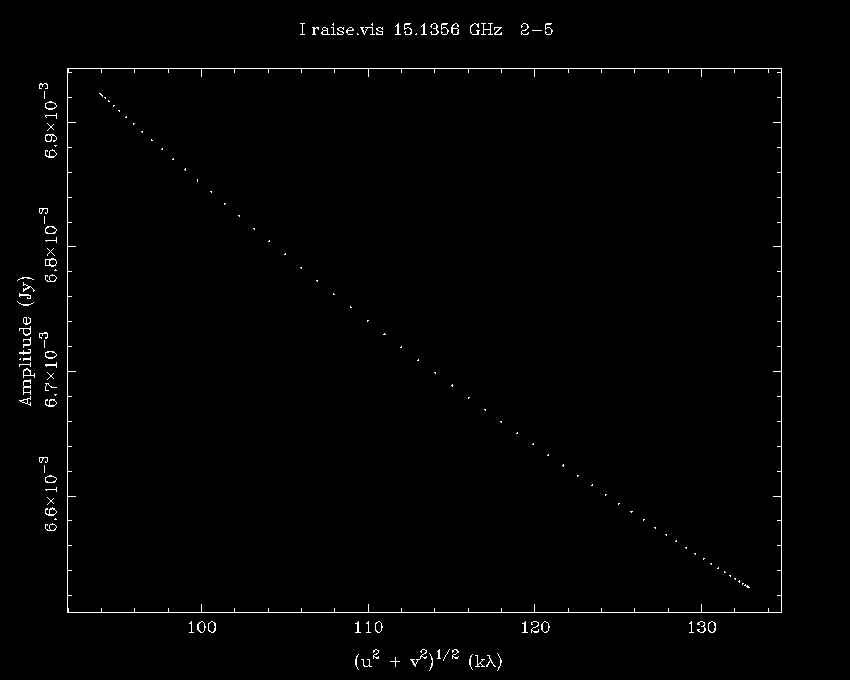 I raise.vis 15.1356 GHz 2−5
6.9×10⁻³
6.8×10⁻³
6.7×10⁻³
6.6×10⁻³
Amplitude (Jy)
100 110 120 130
(u² + v²)¹/² (kλ)